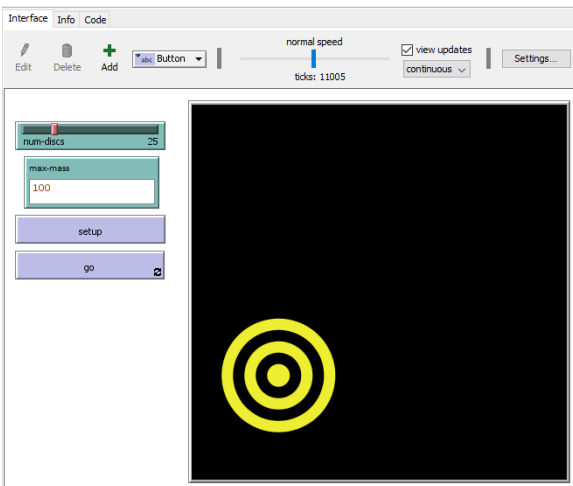 Interface Info Code
Edit Delete Add
abc Button
normal speed
ticks: 11005
view updates
continuous
Settings...
num-discs 25
max-mass
100
setup
go